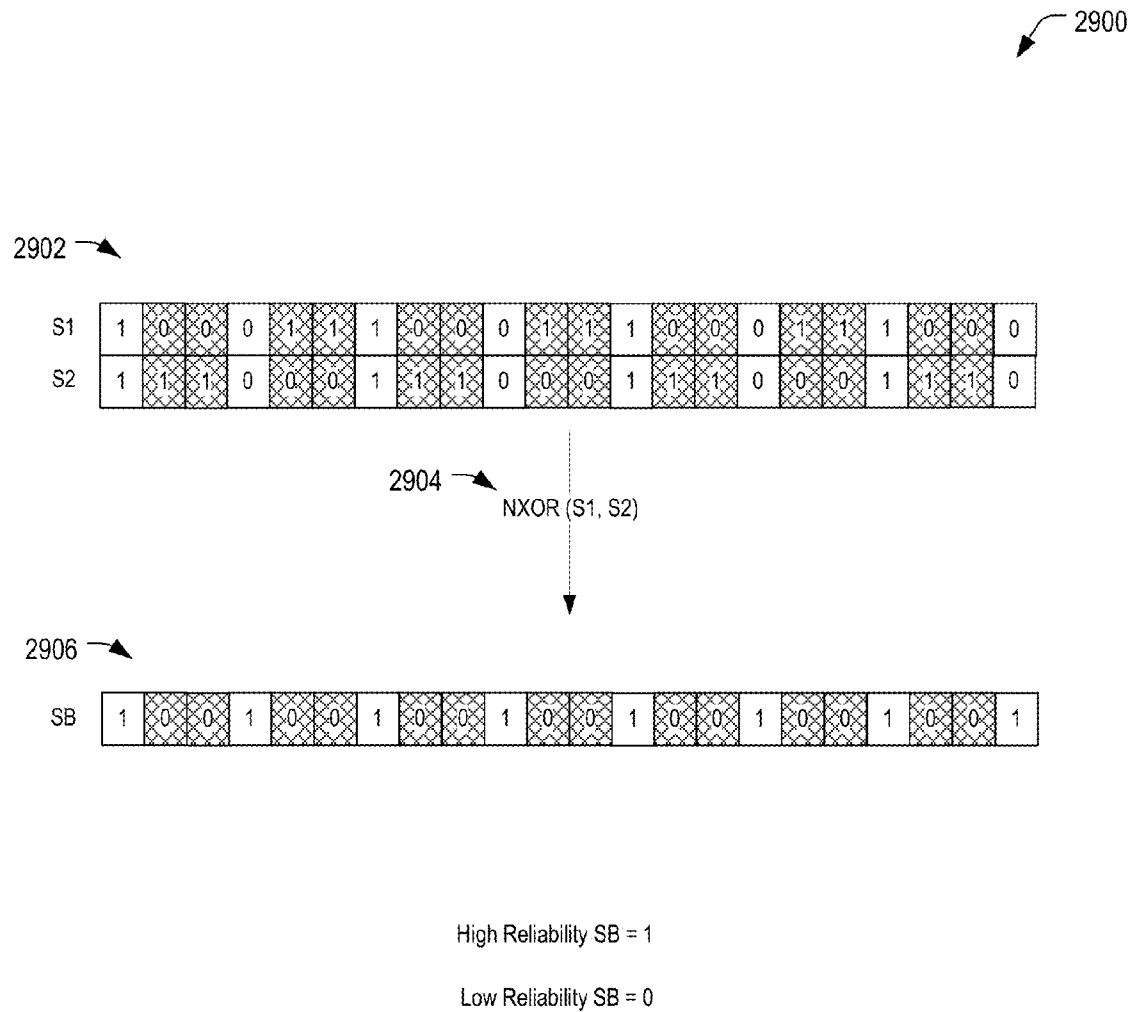 2900
2902
S1 1 0 0 0 1 1 1 0 0 0 1 1 1 0 0 0 1 1 1 0 0 0
S2 1 1 1 0 0 0 1 1 1 0 0 0 1 1 1 0 0 0 1 1 1 0
2904
NXOR (S1, S2)
2906
SB 1 0 0 1 0 0 1 0 0 1 0 0 1 0 0 1 0 0 1 0 0 1
High Reliability SB = 1
Low Reliability SB = 0